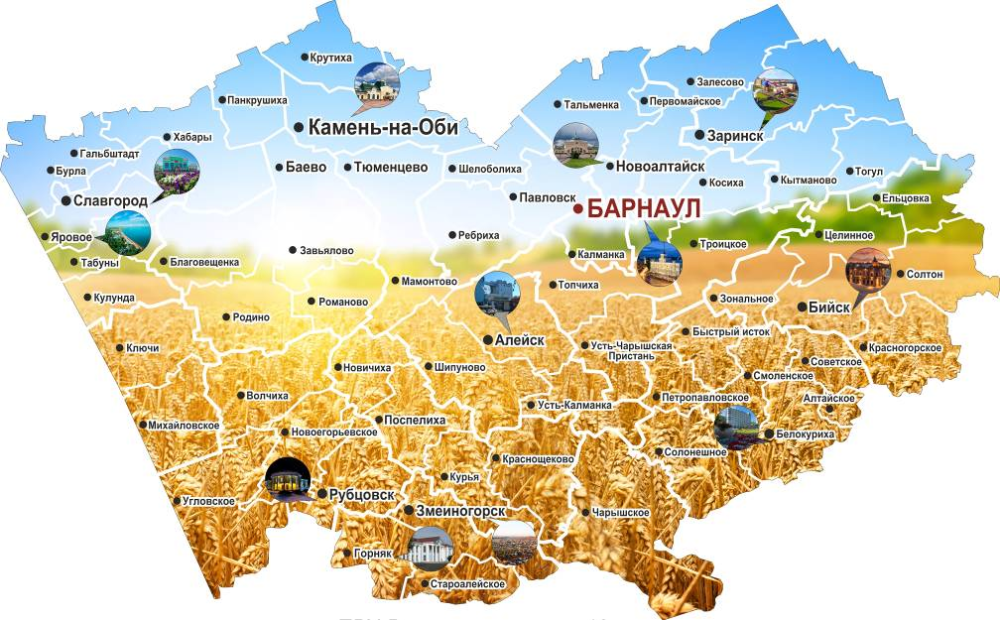 Крутиха
Залесово
Панкрушиха
Тальменка
Первомайское
Камень-на-Оби
Заринск
Хабары
Гальбштадт
Бурла
Баево
Тюменцево
Шелоболиха
Новоалтайск
Косиха
Кытманово
Тогул
Славгород
Павловск
БАРНАУЛ
Ельцовка
Яровое
Ребриха
Целинное
Троицкое
Завьялово
Калманка
Табуны
Благовещенка
Мамонтово
Топчиха
Солтон
Кулунда
Романово
Зональное
Бийск
Родино
Алейск
Быстрый исток
Ключи
Усть-Чарышская
Пристань
Красногорское
Советское
Новичиха
Шипуново
Смоленское
Волчиха
Петропавловское
Алтайское
Усть-Калманка
Михайловское
Поспелиха
Новоегорьевское
Белокуриха
Солонешное
Краснощеково
Курья
Рубцовск
Угловское
Змеиногорск
Чарышское
Горняк
Староалейское